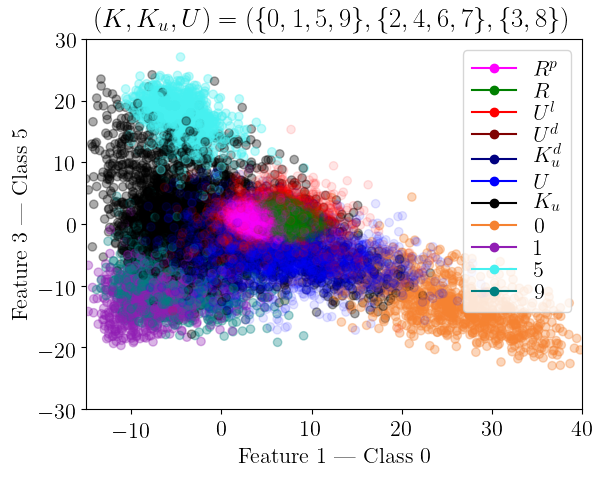 (K, K_u, U) = ({0, 1, 5, 9}, {2, 4, 6, 7}, {3, 8})
30
20
10
0
−10
−20
−30
Feature 3 — Class 5
R^p
R
U^l
U^d
K_u^d
U
K_u
0
1
5
9
−10 0 10 20 30 40
Feature 1 — Class 0